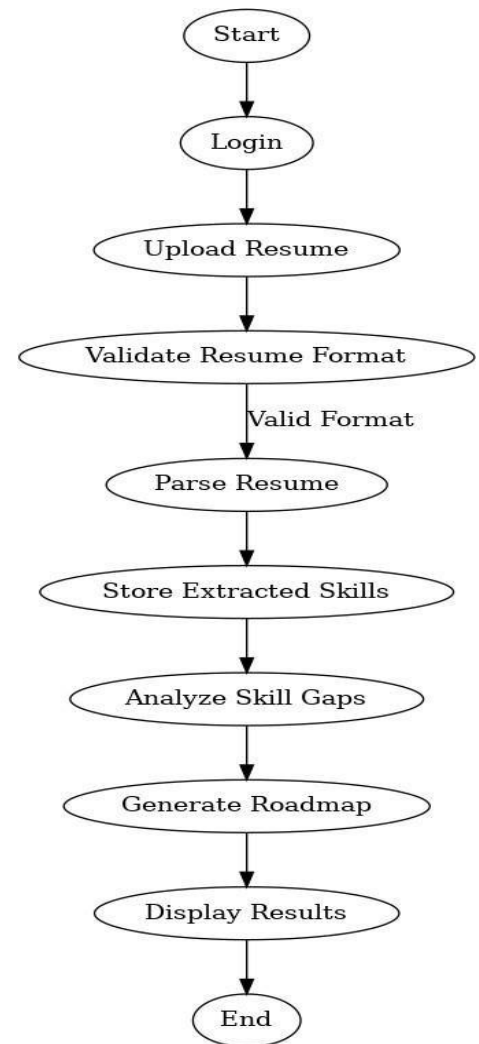 Start
Login
Upload Resume
Validate Resume Format
Valid Format
Parse Resume
Store Extracted Skills
Analyze Skill Gaps
Generate Roadmap
Display Results
End